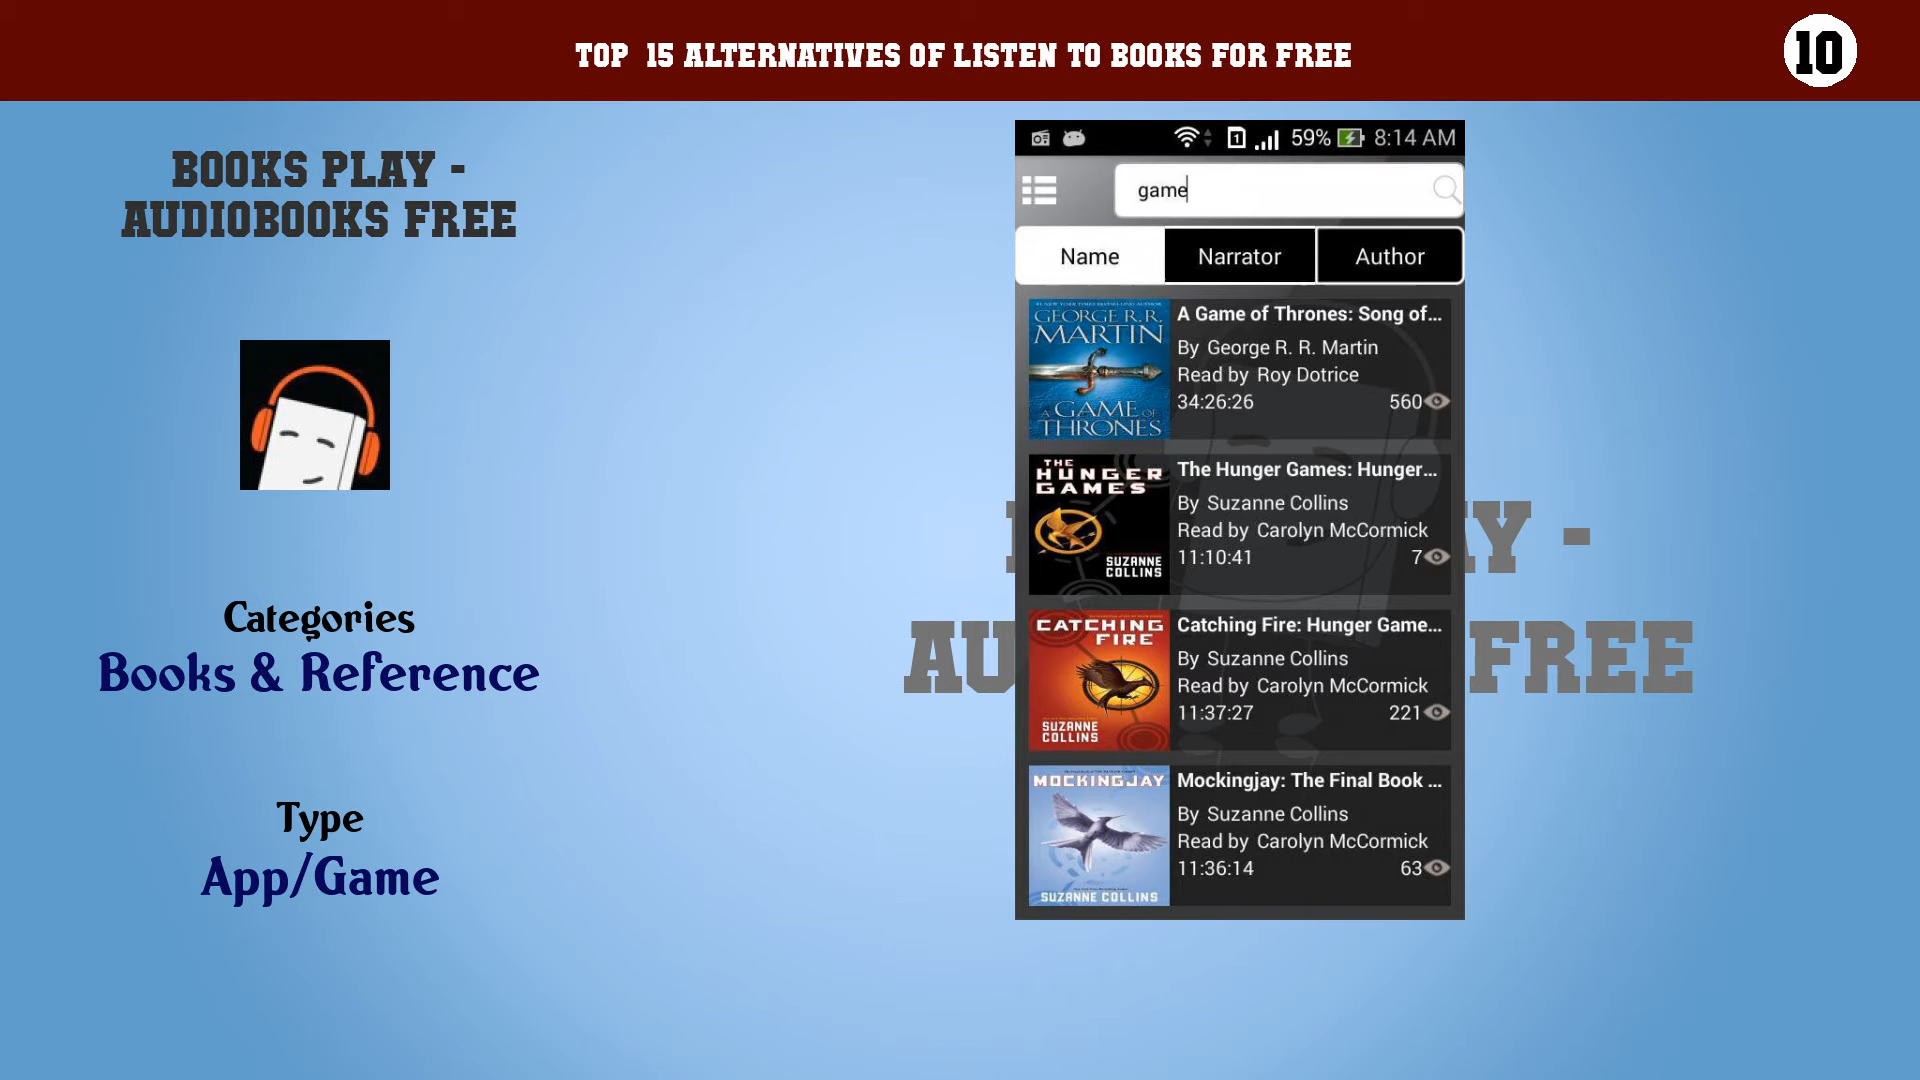 TOP 15 ALTERNATIVES OF LISTEN TO BOOKS FOR FREE
10
BOOKS PLAY -
AUDIOBOOKS FREE
Categories
Books & Reference
Type
App/Game
1 59% 8:14 AM
game
Name Narrator Author
GEORGE R.R.
MARTIN
A GAME OF
THRONES
A Game of Thrones: Song of...
By George R. R. Martin
Read by Roy Dotrice
34:26:26 560
THE
HUNGER
GAMES
SUZANNE
COLLINS
The Hunger Games: Hunger...
By Suzanne Collins
Read by Carolyn McCormick
11:10:41 7
CATCHING
FIRE
SUZANNE
COLLINS
Catching Fire: Hunger Game...
By Suzanne Collins
Read by Carolyn McCormick
11:37:27 221
MOCKINGJAY
SUZANNE COLLINS
Mockingjay: The Final Book ...
By Suzanne Collins
Read by Carolyn McCormick
11:36:14 63
AY -
AU FREE